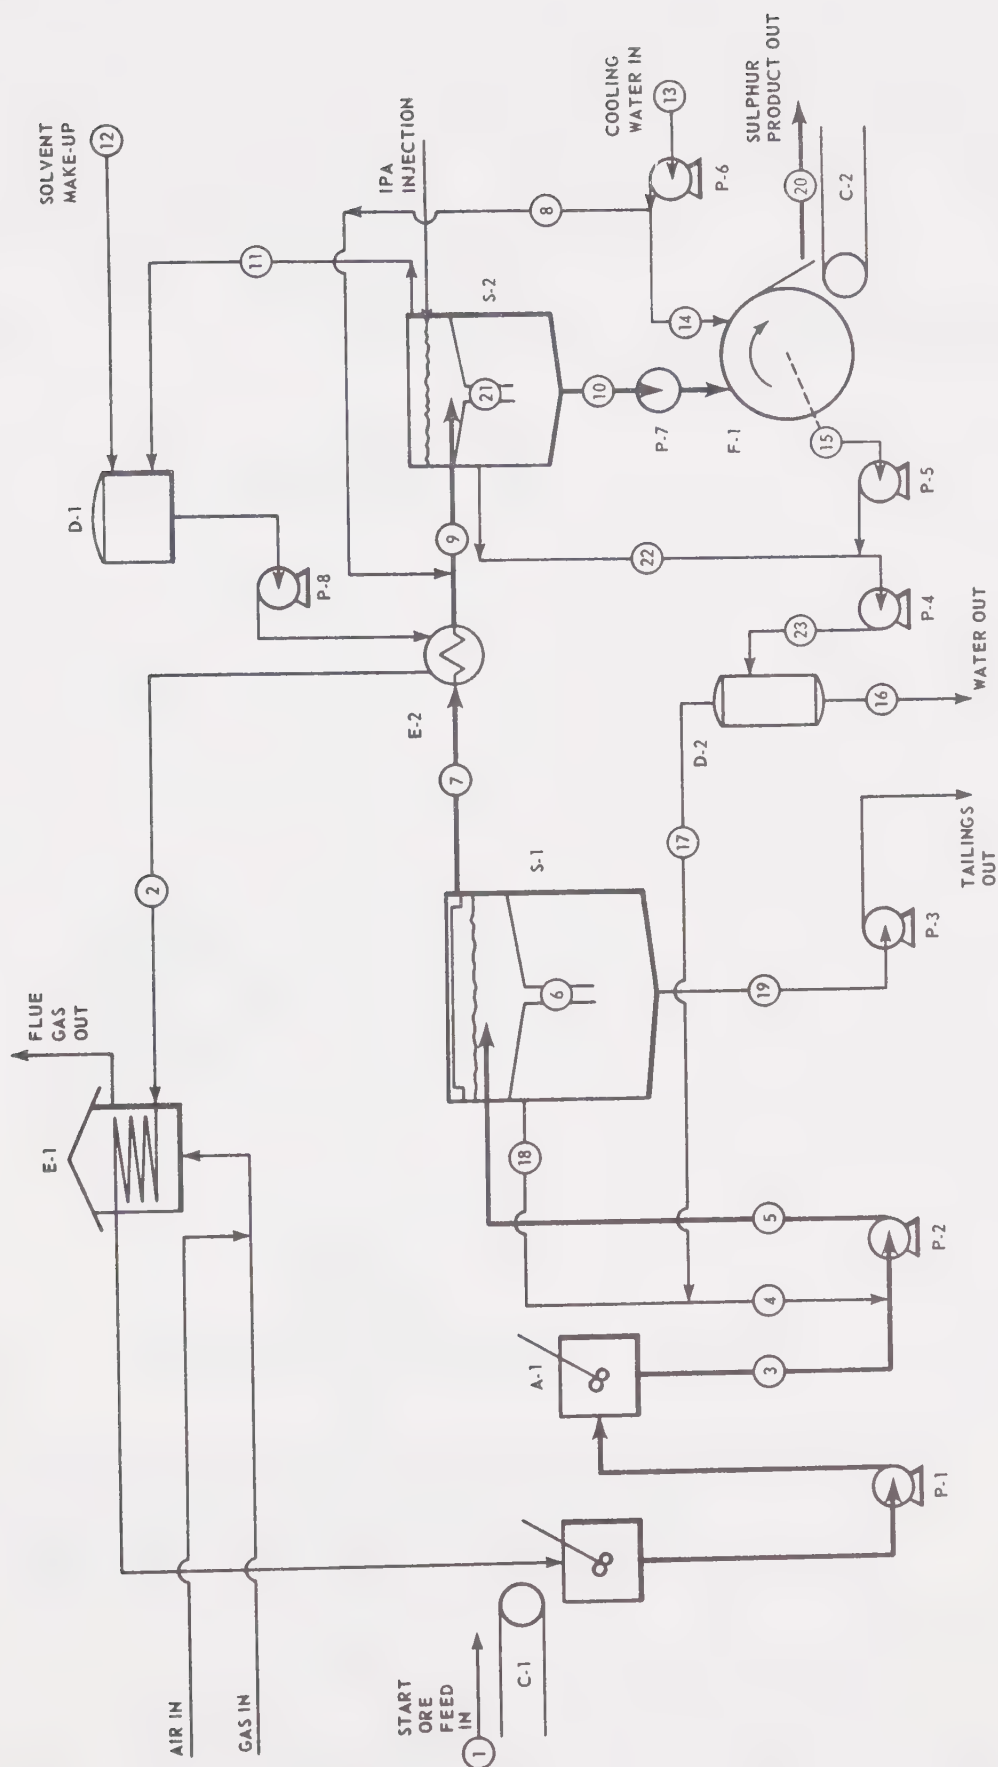 SOLVENT
MAKE-UP
12
IPA
INJECTION
COOLING
WATER IN
13
SULPHUR
PRODUCT OUT
11
8
P-6
20
C-2
D-1
S-2
14
21
10
P-7
F-1
15
P-8
9
22
P-5
E-2
P-4
23
D-2
16
WATER OUT
7
17
2
S-1
TAILINGS
OUT
FLUE
GAS
OUT
6
P-3
19
E-1
18
5
P-2
4
A-1
3
P-1
AIR IN
GAS IN
START
ORE
FEED
IN
1
C-1